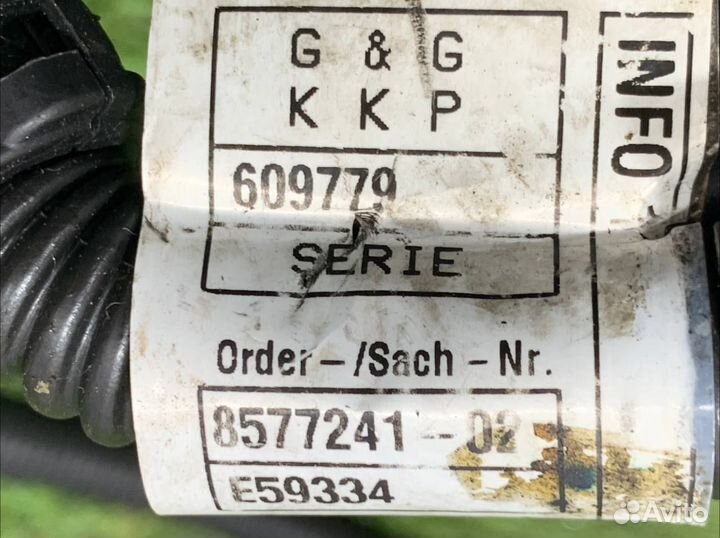 G & G
K K P
609779
SERIE
Order-/Sach-Nr.
8577241-02
E59334
INFO
Avito